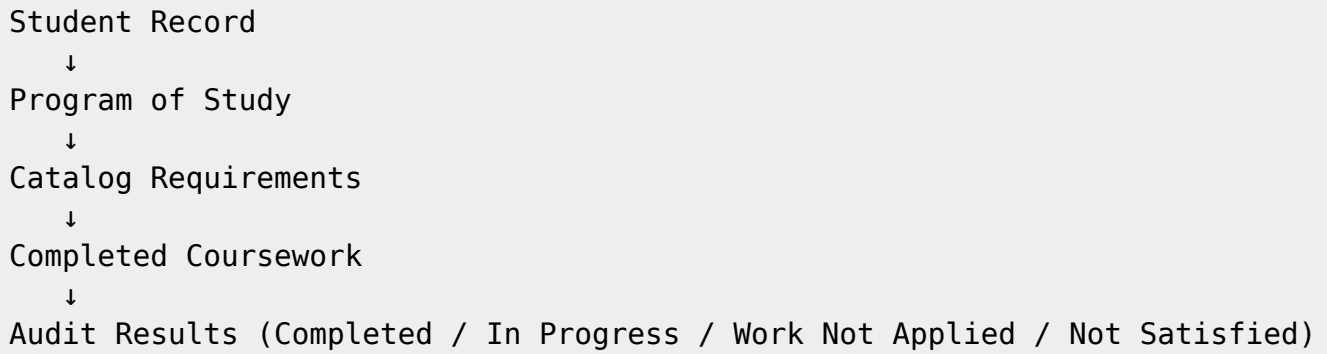 Student Record
↓
Program of Study
↓
Catalog Requirements
↓
Completed Coursework
↓
Audit Results (Completed / In Progress / Work Not Applied / Not Satisfied)